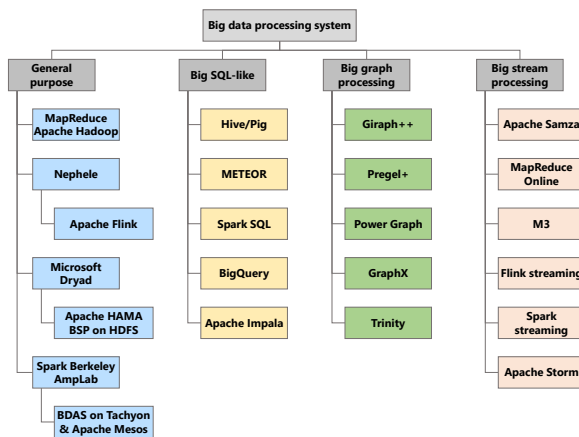 Big data processing system
General
purpose
Big SQL-like
Big graph
processing
Big stream
processing
MapReduce
Apache Hadoop
Nephele
Apache Flink
Microsoft
Dryad
Apache HAMA
BSP on HDFS
Spark Berkeley
AmpLab
BDAS on Tachyon
& Apache Mesos
Hive/Pig
METEOR
Spark SQL
BigQuery
Apache Impala
Giraph++
Pregel+
Power Graph
GraphX
Trinity
Apache Samza
MapReduce
Online
M3
Flink streaming
Spark
streaming
Apache Storm